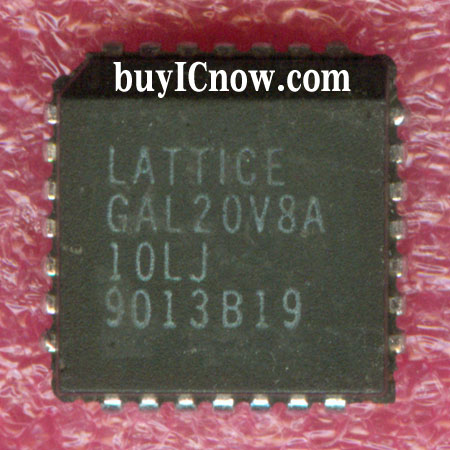 buyICnow.com
LATTICE
GAL20V8A
10LJ
9013B19